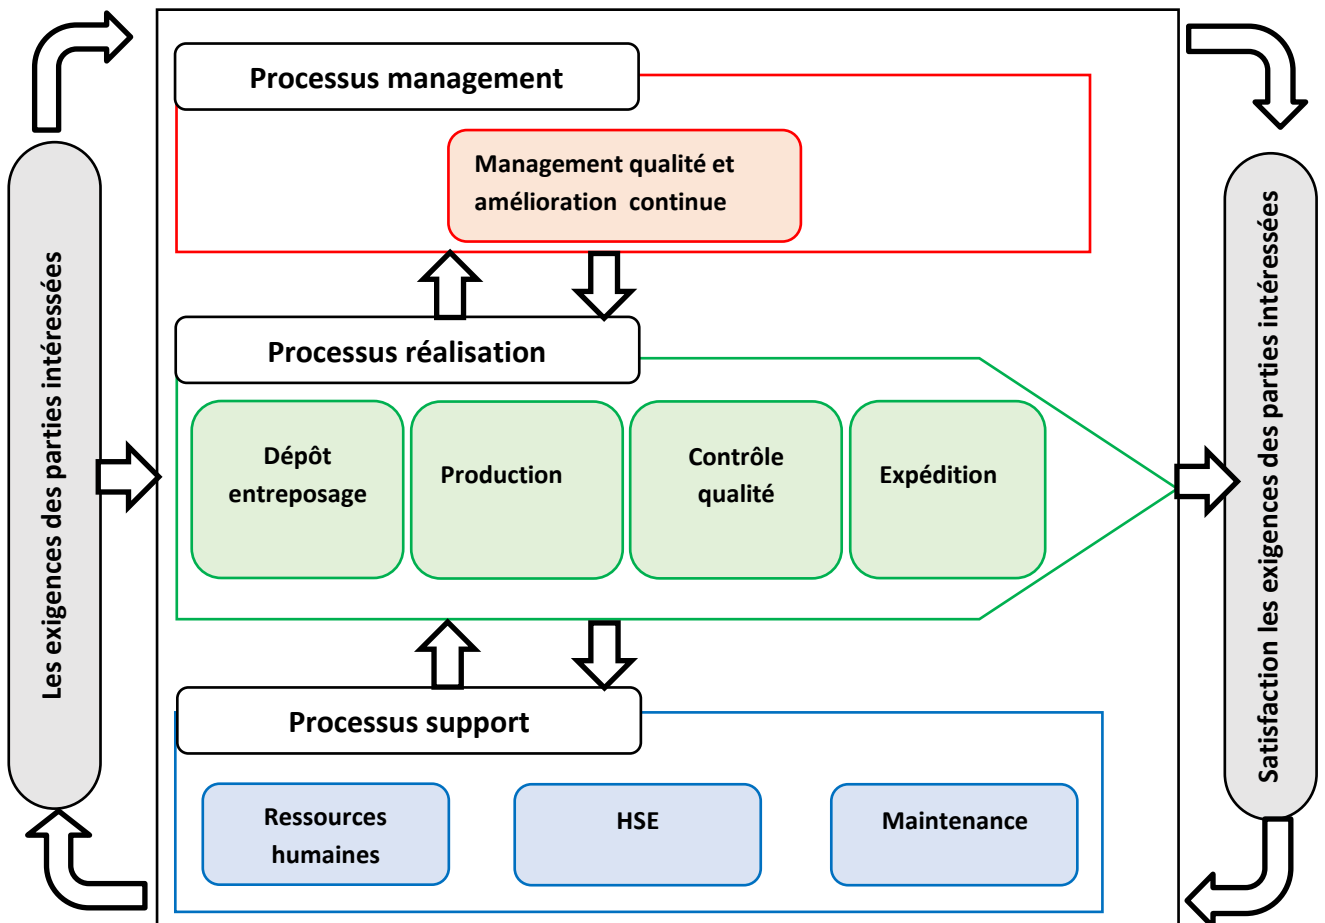 Les exigences des parties intéressées
Processus management
Management qualité et
amélioration  continue
Processus réalisation
Dépôt
entreposage
Production
Contrôle
qualité
Expédition
Processus support
Ressources
humaines
HSE
Maintenance
Satisfaction les exigences des parties intéressées